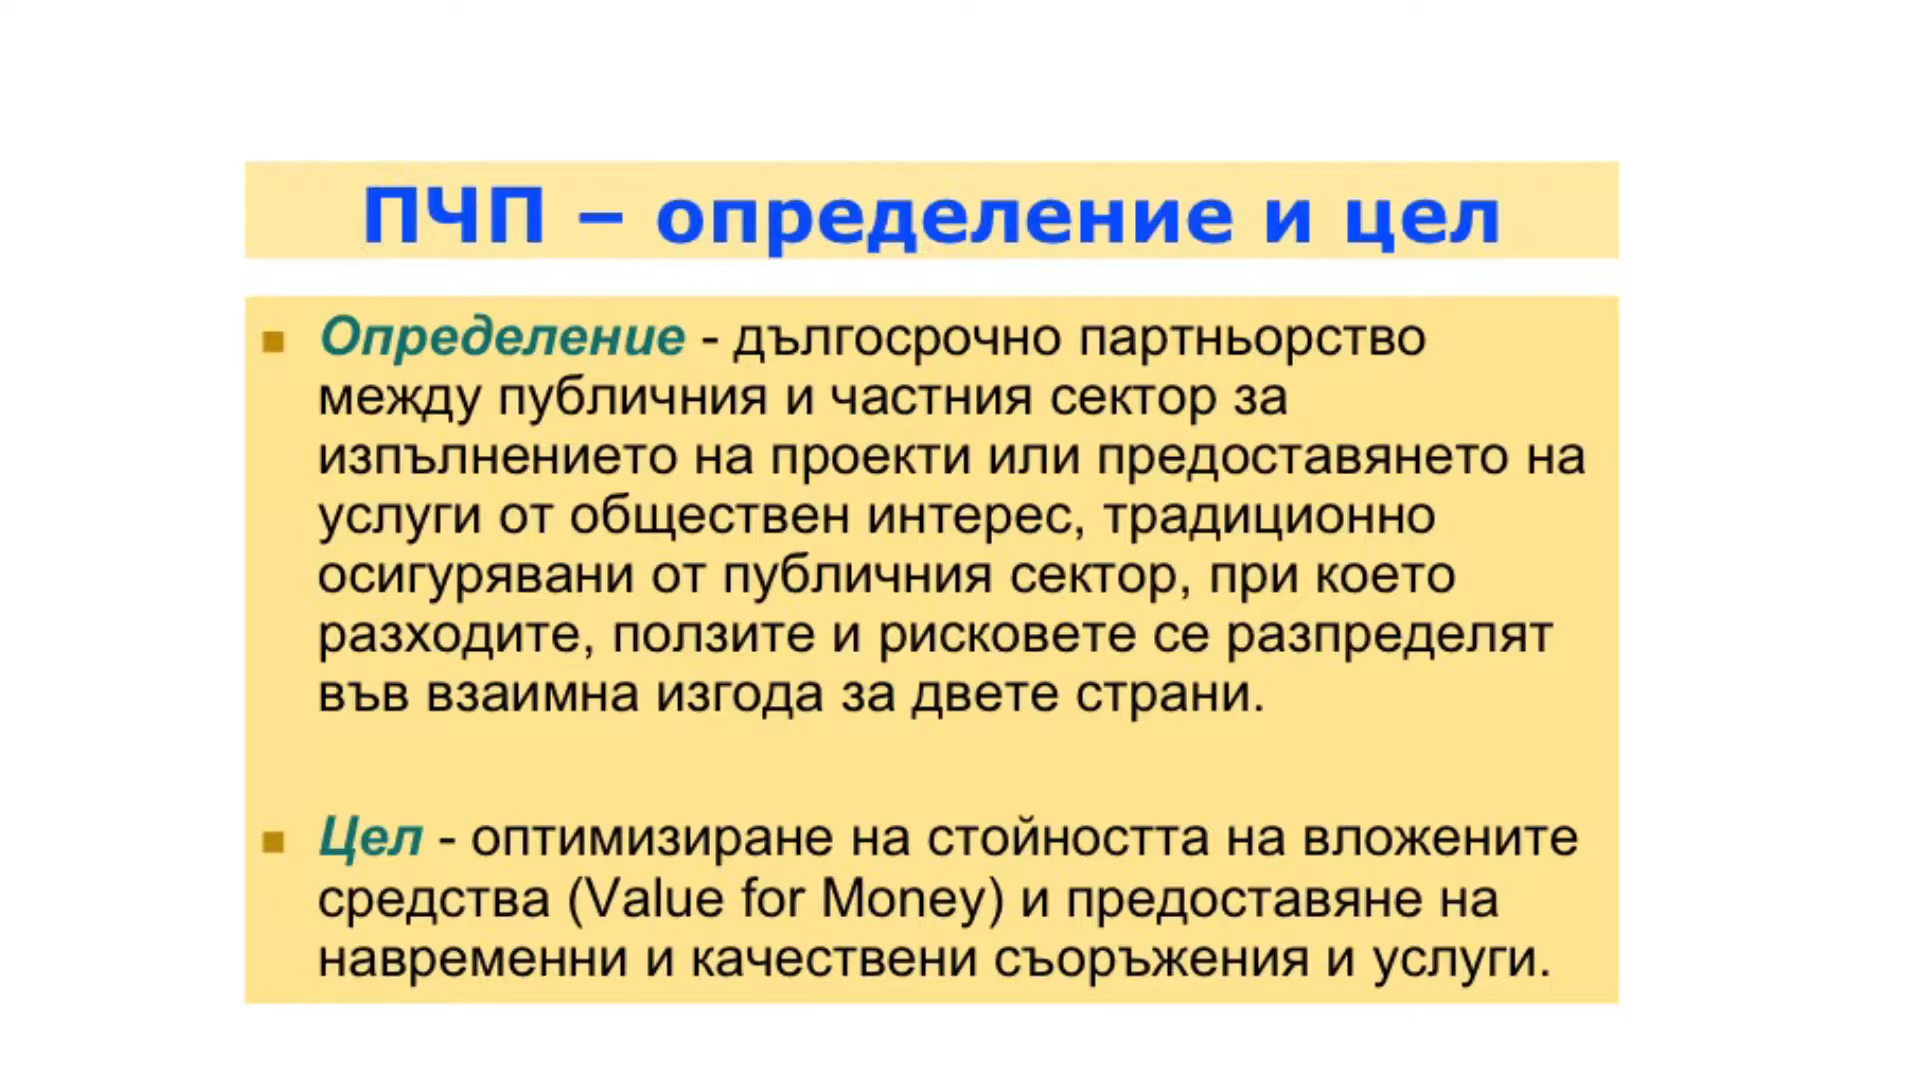 ПЧП – определение и цел
Определение - дългосрочно партньорство
между публичния и частния сектор за
изпълнението на проекти или предоставянето на
услуги от обществен интерес, традиционно
осигурявани от публичния сектор, при което
разходите, ползите и рисковете се разпределят
във взаимна изгода за двете страни.
Цел - оптимизиране на стойността на вложените
средства (Value for Money) и предоставяне на
навременни и качествени съоръжения и услуги.